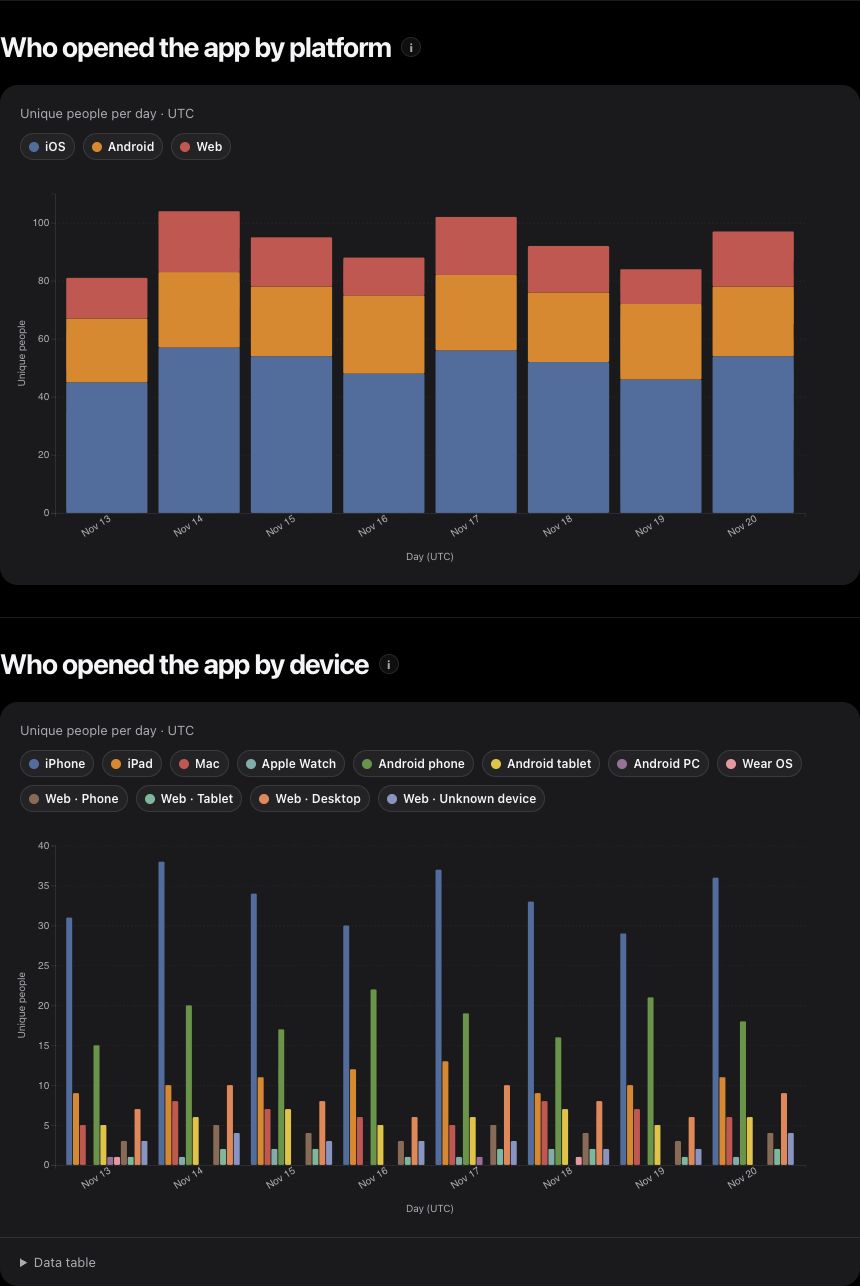 Who opened the app by platform i
Unique people per day · UTC
iOS Android Web
100
80
60
40
20
0
Unique people
Nov 13 Nov 14 Nov 15 Nov 16 Nov 17 Nov 18 Nov 19 Nov 20
Day (UTC)
Who opened the app by device i
Unique people per day · UTC
iPhone iPad Mac Apple Watch Android phone Android tablet Android PC Wear OS
Web · Phone Web · Tablet Web · Desktop Web · Unknown device
40
35
30
25
20
15
10
5
0
Unique people
Nov 13 Nov 14 Nov 15 Nov 16 Nov 17 Nov 18 Nov 19 Nov 20
Day (UTC)
Data table